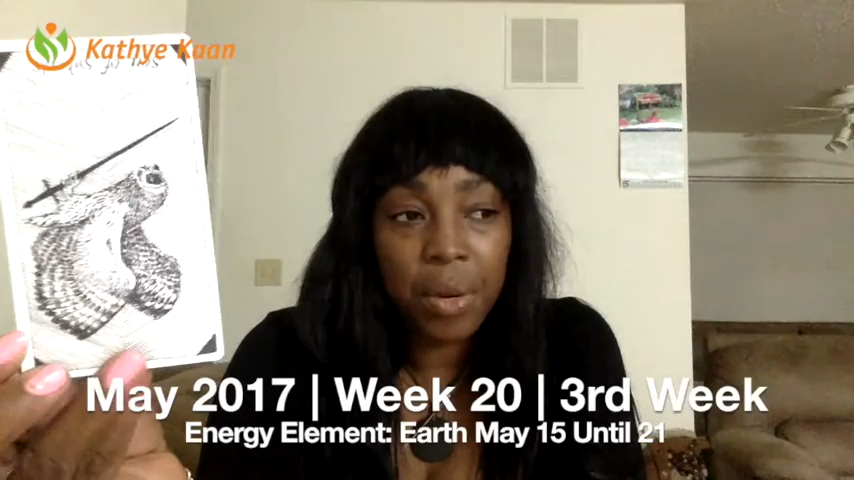 Kathye Kaan
May 2017 | Week 20 | 3rd Week
Energy Element: Earth May 15 Until 21